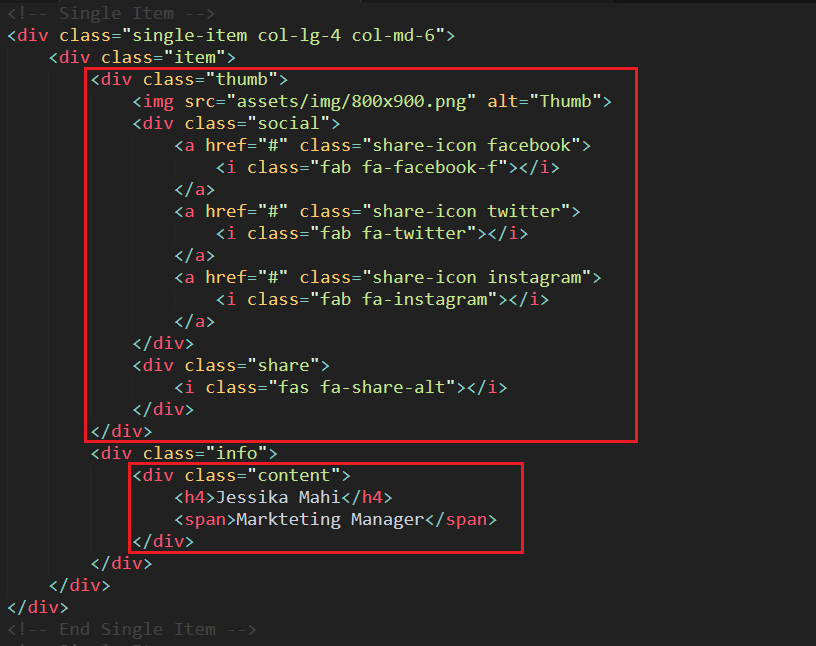 <!-- Single Item -->
<div class="single-item col-lg-4 col-md-6">
<div class="item">
<div class="thumb">
<img src="assets/img/800x900.png" alt="Thumb">
<div class="social">
<a href="#" class="share-icon facebook">
<i class="fab fa-facebook-f"></i>
</a>
<a href="#" class="share-icon twitter">
<i class="fab fa-twitter"></i>
</a>
<a href="#" class="share-icon instagram">
<i class="fab fa-instagram"></i>
</a>
</div>
<div class="share">
<i class="fas fa-share-alt"></i>
</div>
</div>
<div class="info">
<div class="content">
<h4>Jessika Mahi</h4>
<span>Markteting Manager</span>
</div>
</div>
</div>
</div>
<!-- End Single Item -->